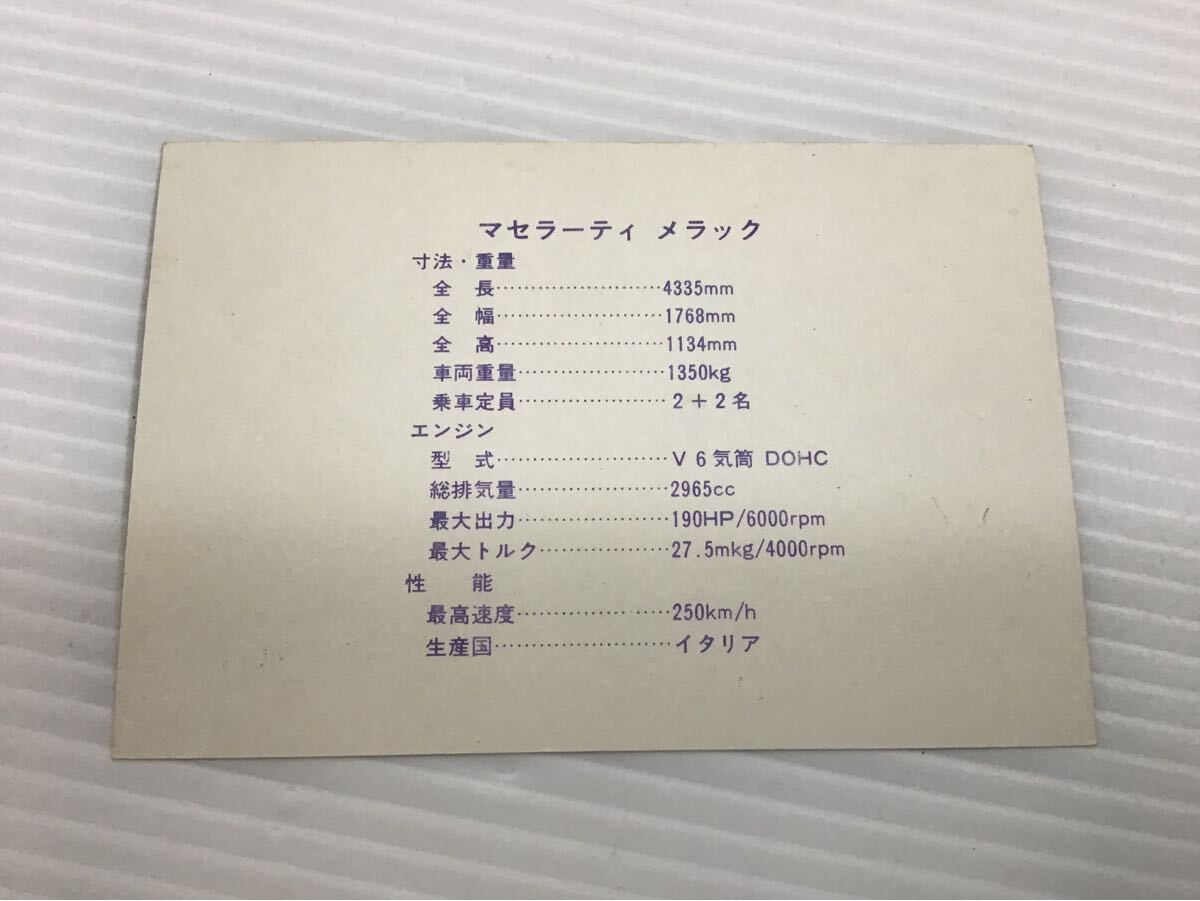 マセラーティ メラック
寸法・重量
全 長……………………4335mm
全 幅……………………1768mm
全 高……………………1134mm
車両重量…………………1350kg
乗車定員…………………2+2名
エンジン
型 式……………………V6気筒 DOHC
総排気量…………………2965cc
最大出力…………………190HP/6000rpm
最大トルク………………27.5mkg/4000rpm
性 能
最高速度…………………250km/h
生産国……………………イタリア